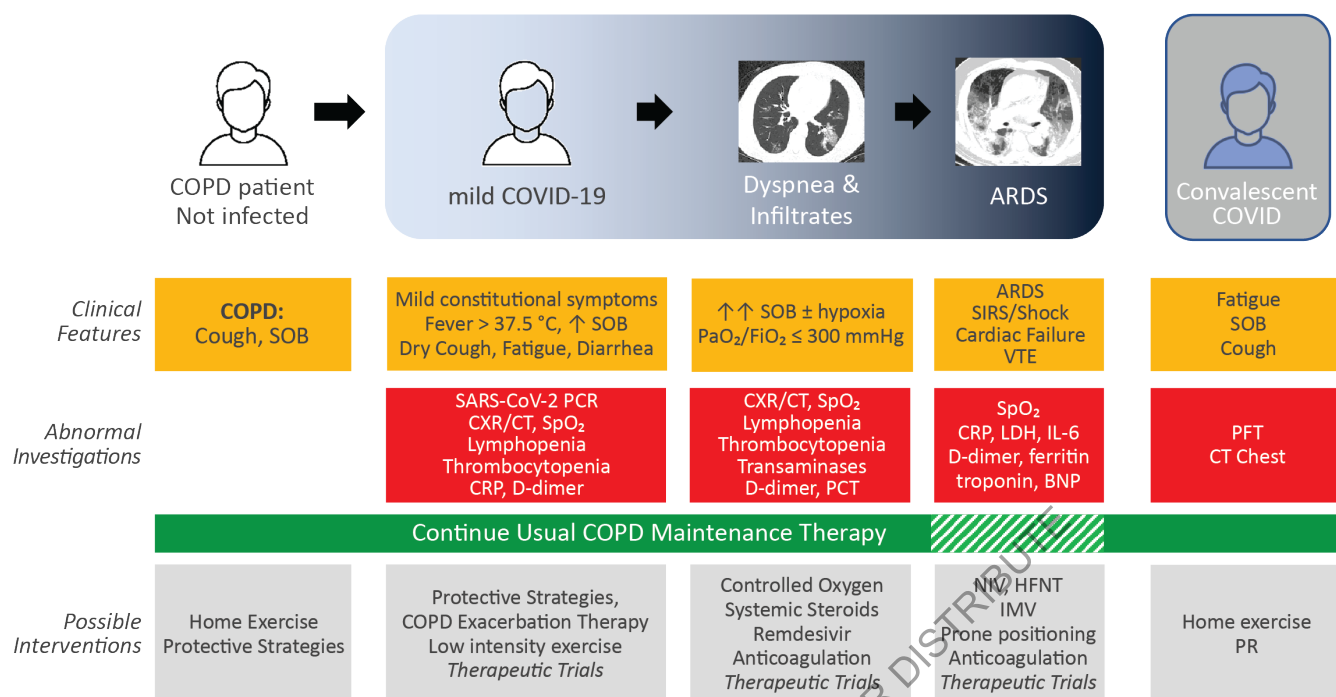 COPD patient
Not infected
mild COVID-19
Dyspnea &
Infiltrates
ARDS
Convalescent
COVID
Clinical
Features
COPD:
Cough, SOB
Mild constitutional symptoms
Fever > 37.5 °C, ↑ SOB
Dry Cough, Fatigue, Diarrhea
↑↑ SOB ± hypoxia
PaO₂/FiO₂ ≤ 300 mmHg
ARDS
SIRS/Shock
Cardiac Failure
VTE
Fatigue
SOB
Cough
Abnormal
Investigations
SARS-CoV-2 PCR
CXR/CT, SpO₂
Lymphopenia
Thrombocytopenia
CRP, D-dimer
CXR/CT, SpO₂
Lymphopenia
Thrombocytopenia
Transaminases
D-dimer, PCT
SpO₂
CRP, LDH, IL-6
D-dimer, ferritin
troponin, BNP
PFT
CT Chest
Continue Usual COPD Maintenance Therapy
Possible
Interventions
Home Exercise
Protective Strategies
Protective Strategies,
COPD Exacerbation Therapy
Low intensity exercise
Therapeutic Trials
Controlled Oxygen
Systemic Steroids
Remdesivir
Anticoagulation
Therapeutic Trials
NIV, HFNT
IMV
Prone positioning
Anticoagulation
Therapeutic Trials
Home exercise
PR
DISTRIBUTE